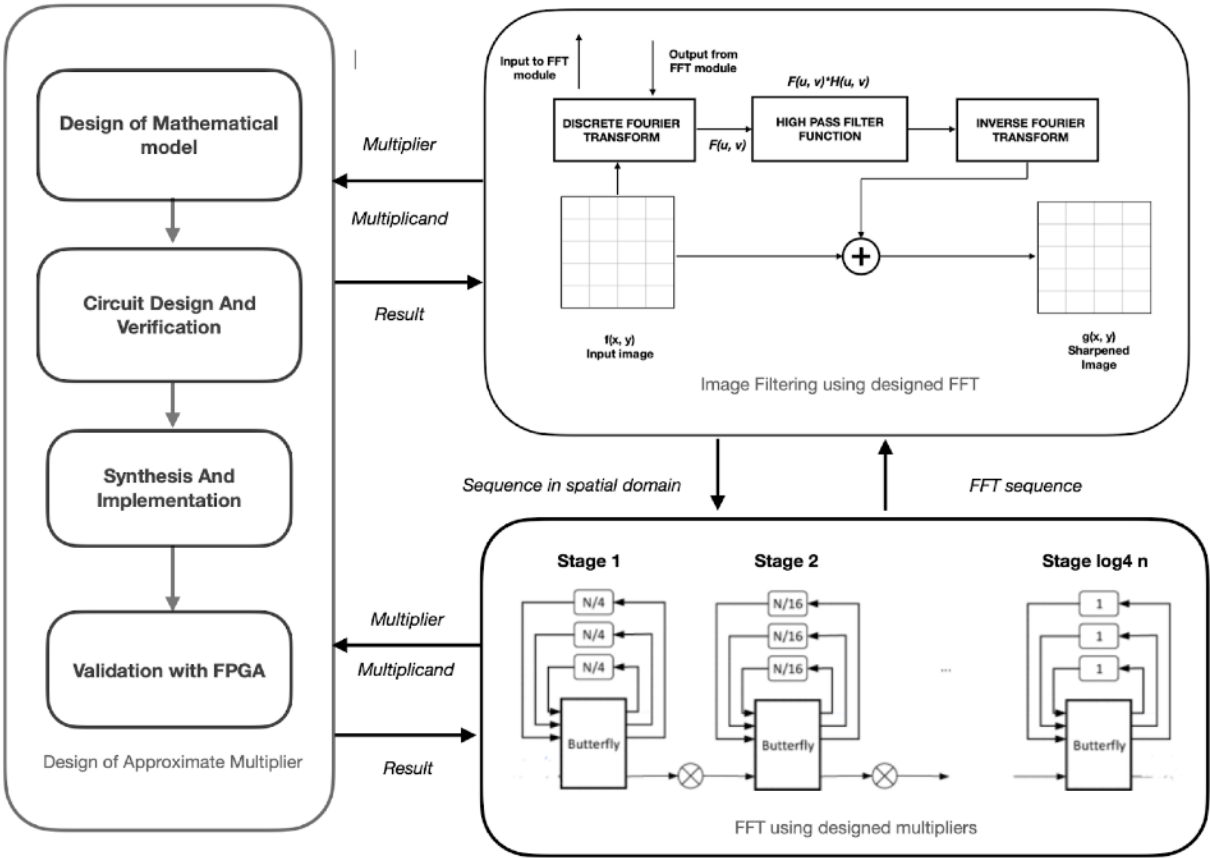 Design of Mathematical
model
Circuit Design And
Verification
Synthesis And
Implementation
Validation with FPGA
Design of Approximate Multiplier
Multiplier
Multiplicand
Result
Input to FFT
module
Output from
FFT module
F(u, v)*H(u, v)
DISCRETE FOURIER
TRANSFORM
F(u, v)
HIGH PASS FILTER
FUNCTION
INVERSE FOURIER
TRANSFORM
+
f(x, y)
Input image
g(x, y)
Sharpened
Image
Image Filtering using designed FFT
Sequence in spatial domain
FFT sequence
Multiplier
Multiplicand
Result
Stage 1
N/4
N/4
N/4
Butterfly
Stage 2
N/16
N/16
N/16
Butterfly
...
Stage log4 n
1
1
1
Butterfly
FFT using designed multipliers